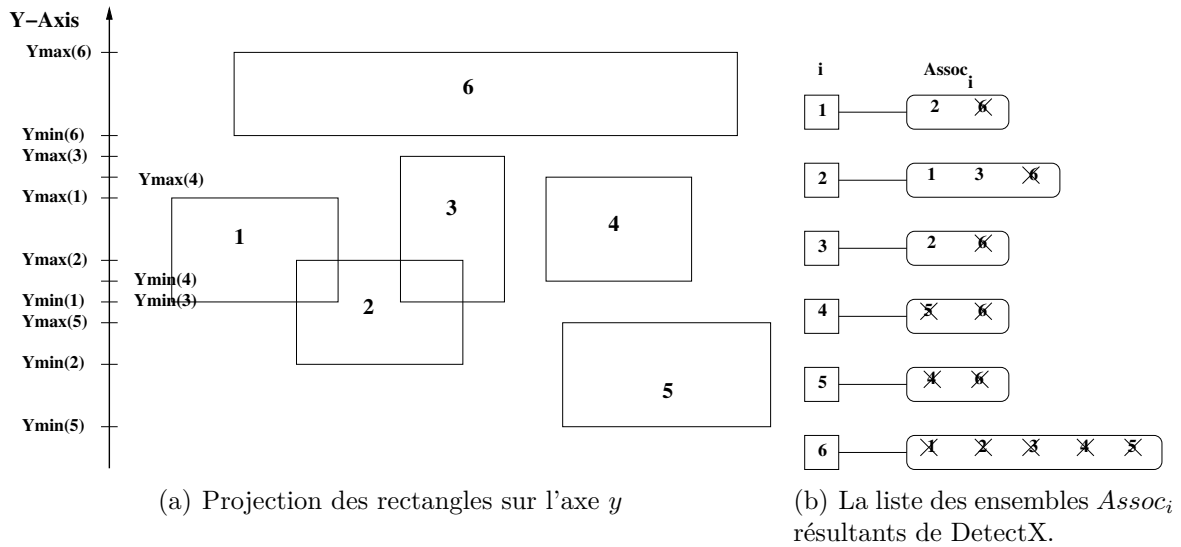 Y–Axis
Ymax(6)
Ymin(6)
Ymax(3)
Ymax(4)
Ymax(1)
Ymax(2)
Ymin(4)
Ymin(1)
Ymin(3)
Ymax(5)
Ymin(2)
Ymin(5)
6
1
3
4
2
5
(a) Projection des rectangles sur l'axe y
i Assoc i
1 2 6
2 1 3 6
3 2 6
4 5 6
5 4 6
6 1 2 3 4 5
(b) La liste des ensembles Assoc i
résultants de DetectX.